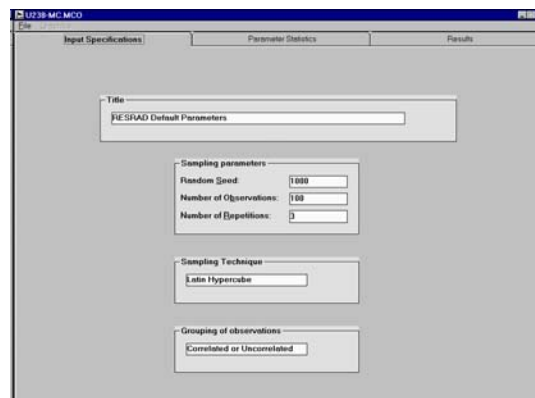 U238-MC.MCO
File
Input Specifications
Parameter Statistics
Results
Title
RESRAD Default Parameters
Sampling parameters
Random Seed: 1000
Number of Observations: 100
Number of Repetitions: 3
Sampling Technique
Latin Hypercube
Grouping of observations
Correlated or Uncorrelated